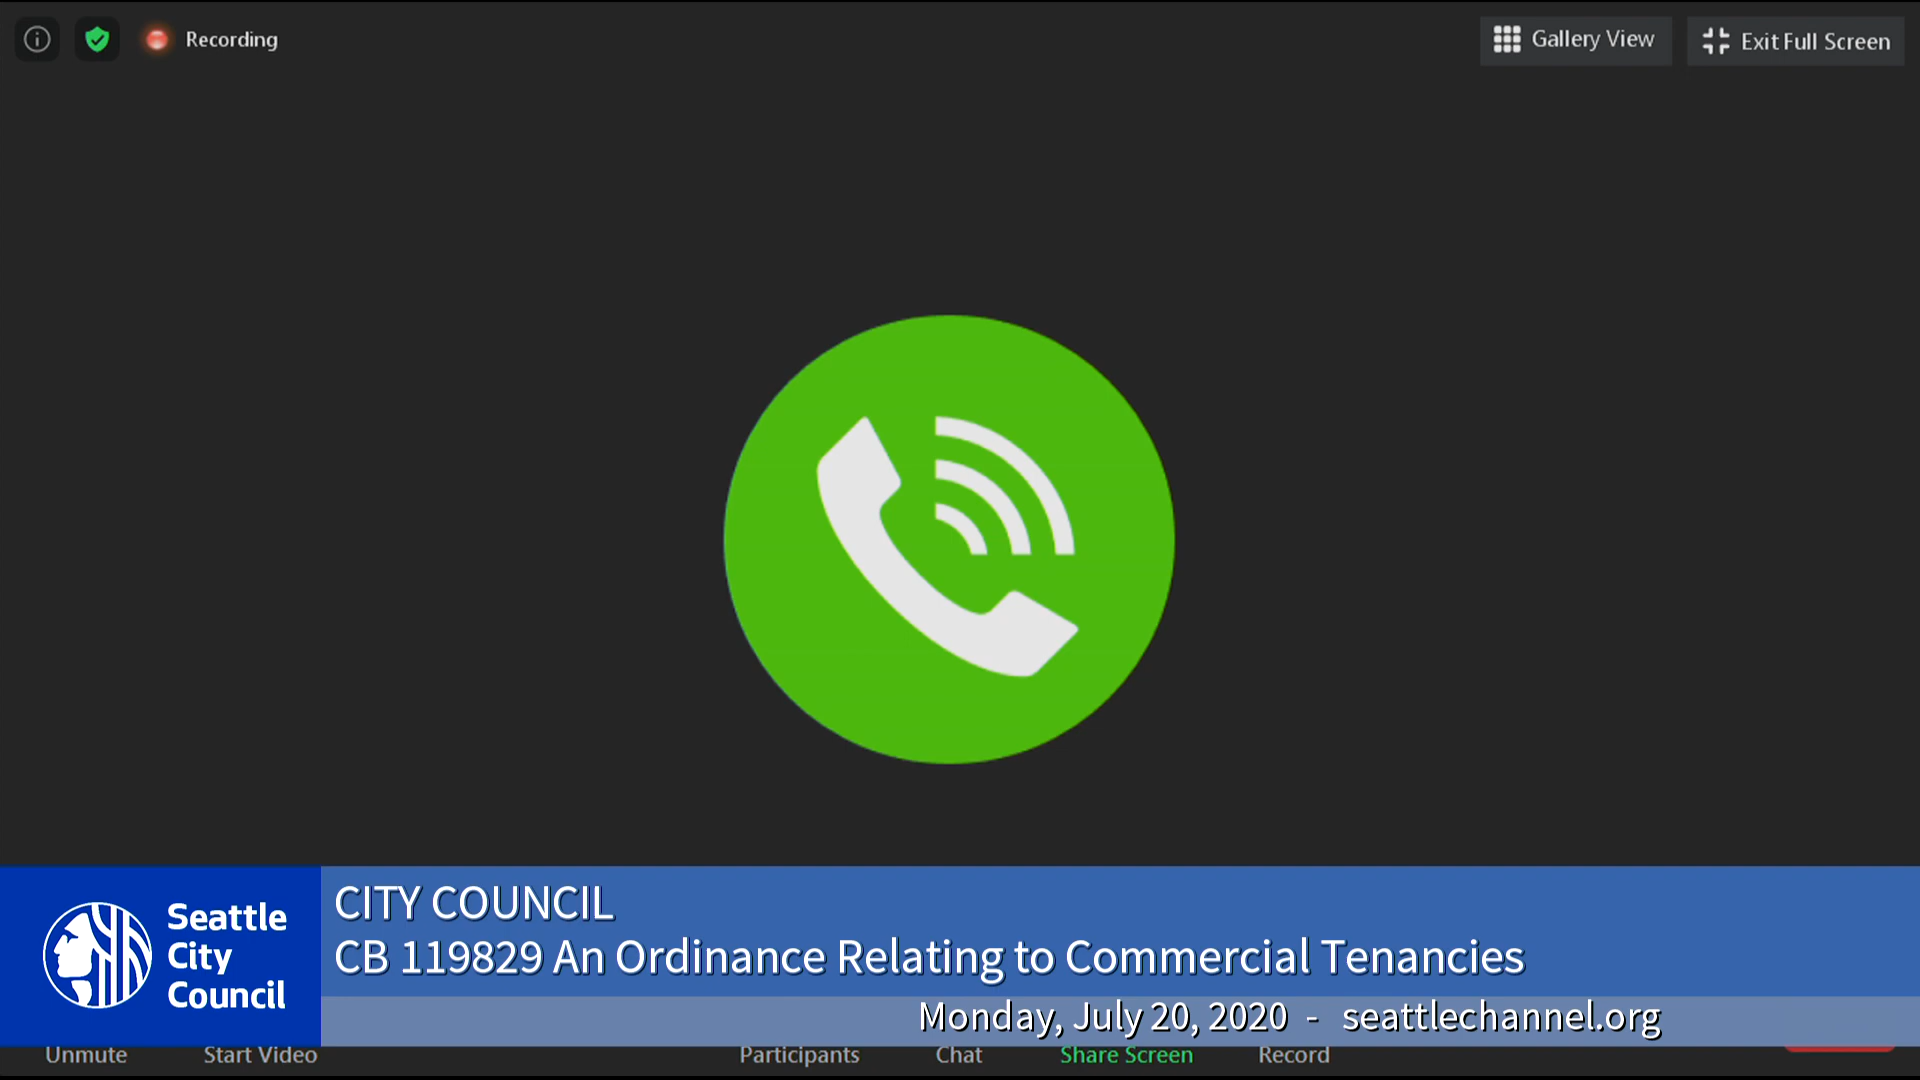 Recording
Gallery View
Exit Full Screen
Seattle
City
Council
CITY COUNCIL
CB 119829 An Ordinance Relating to Commercial Tenancies
Monday, July 20, 2020 - seattlechannel.org
Unmute
Start Video
Participants
Chat
Share Screen
Record